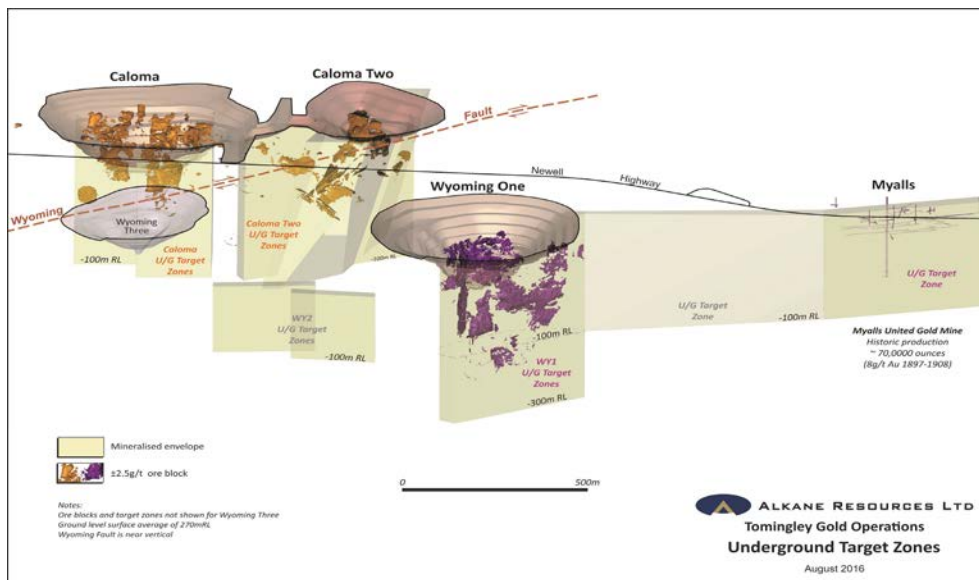 Caloma
Caloma Two
Fault
Newell
Highway
Wyoming One
Myalls
Wyoming
Wyoming
Three
Caloma
U/G Target
Zones
-100m RL
Caloma Two
U/G Target
Zones
-100m RL
WY2
U/G Target
Zones
-100m RL
-100m RL
WY1
U/G Target
Zones
-300m RL
U/G Target
Zone
-100m RL
U/G Target
Zone
Myalls United Gold Mine
Historic production
~ 70,0000 ounces
(8g/t Au 1897-1908)
Mineralised envelope
±2.5g/t ore block
Notes:
Ore blocks and target zones not shown for Wyoming Three
Ground level surface average of 270mRL
Wyoming Fault is near vertical
0 500m
ALKANE RESOURCES LTD
Tomingley Gold Operations
Underground Target Zones
August 2016